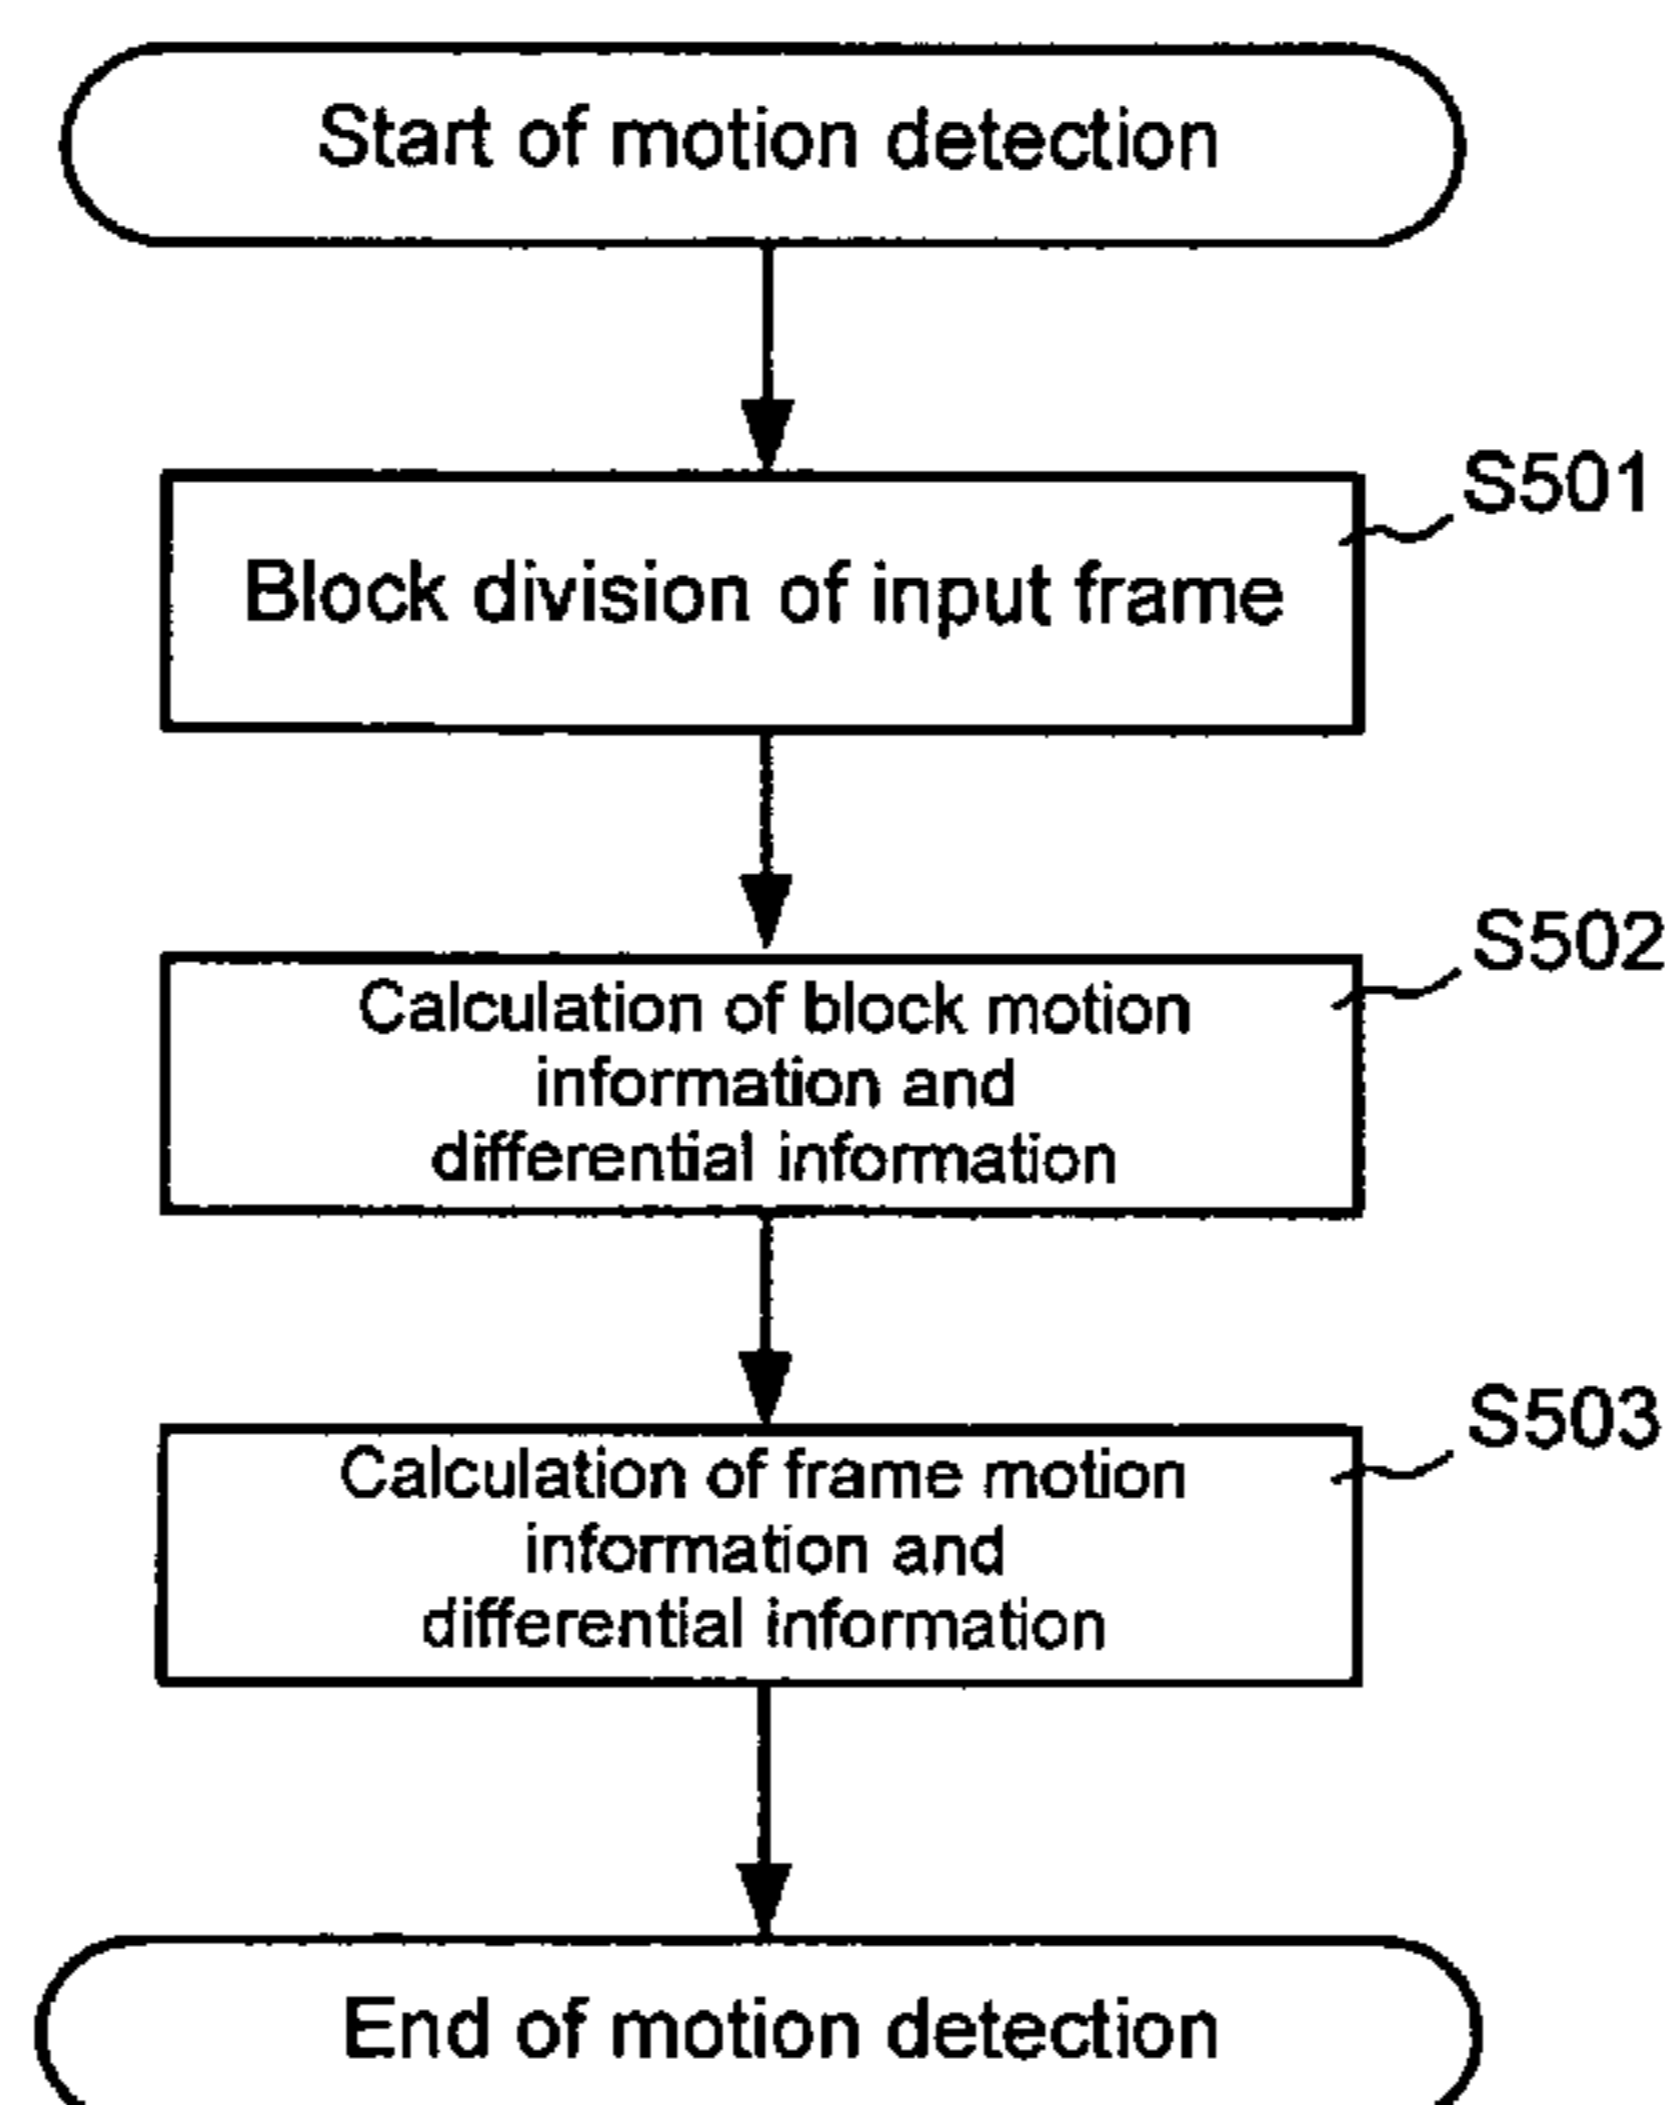 Start of motion detection
S501
Block division of input frame
S502
Calculation of block motion
information and
differential information
S503
Calculation of frame motion
information and
differential information
End of motion detection